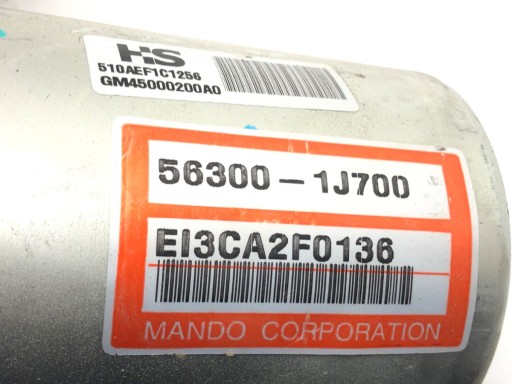 HS
510AEF1C1256
GM45000200A0
56300-1J700
EI3CA2F0136
MANDO CORPORATION